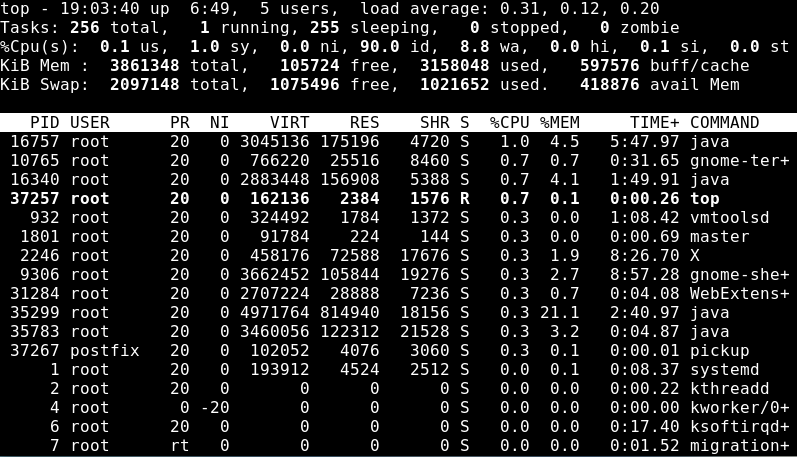 top - 19:03:40 up  6:49,  5 users,  load average: 0.31, 0.12, 0.20
Tasks: 256 total,   1 running, 255 sleeping,   0 stopped,   0 zombie
%Cpu(s):  0.1 us,  1.0 sy,  0.0 ni, 90.0 id,  8.8 wa,  0.0 hi,  0.1 si,  0.0 st
KiB Mem :  3861348 total,   105724 free,  3158048 used,   597576 buff/cache
KiB Swap:  2097148 total,  1075496 free,  1021652 used.   418876 avail Mem
PID USER      PR  NI    VIRT    RES    SHR S  %CPU %MEM     TIME+ COMMAND
16757 root      20   0 3045136 175196   4720 S   1.0  4.5   5:47.97 java
10765 root      20   0  766220  25516   8460 S   0.7  0.7   0:31.65 gnome-ter+
16340 root      20   0 2883448 156908   5388 S   0.7  4.1   1:49.91 java
37257 root      20   0  162136   2384   1576 R   0.7  0.1   0:00.26 top
932 root      20   0  324492   1784   1372 S   0.3  0.0   1:08.42 vmtoolsd
1801 root      20   0   91784    224    144 S   0.3  0.0   0:00.69 master
2246 root      20   0  458176  72588  17676 S   0.3  1.9   8:26.70 X
9306 root      20   0 3662452 105844  19276 S   0.3  2.7   8:57.28 gnome-she+
31284 root      20   0 2707224  28888   7236 S   0.3  0.7   0:04.08 WebExtens+
35299 root      20   0 4971764 814940  18156 S   0.3 21.1   2:40.97 java
35783 root      20   0 3460056 122312  21528 S   0.3  3.2   0:04.87 java
37267 postfix   20   0  102052   4076   3060 S   0.3  0.1   0:00.01 pickup
1 root      20   0  193912   4524   2512 S   0.0  0.1   0:08.37 systemd
2 root      20   0       0      0      0 S   0.0  0.0   0:00.22 kthreadd
4 root       0 -20       0      0      0 S   0.0  0.0   0:00.00 kworker/0+
6 root      20   0       0      0      0 S   0.0  0.0   0:17.40 ksoftirqd+
7 root      rt   0       0      0      0 S   0.0  0.0   0:01.52 migration+